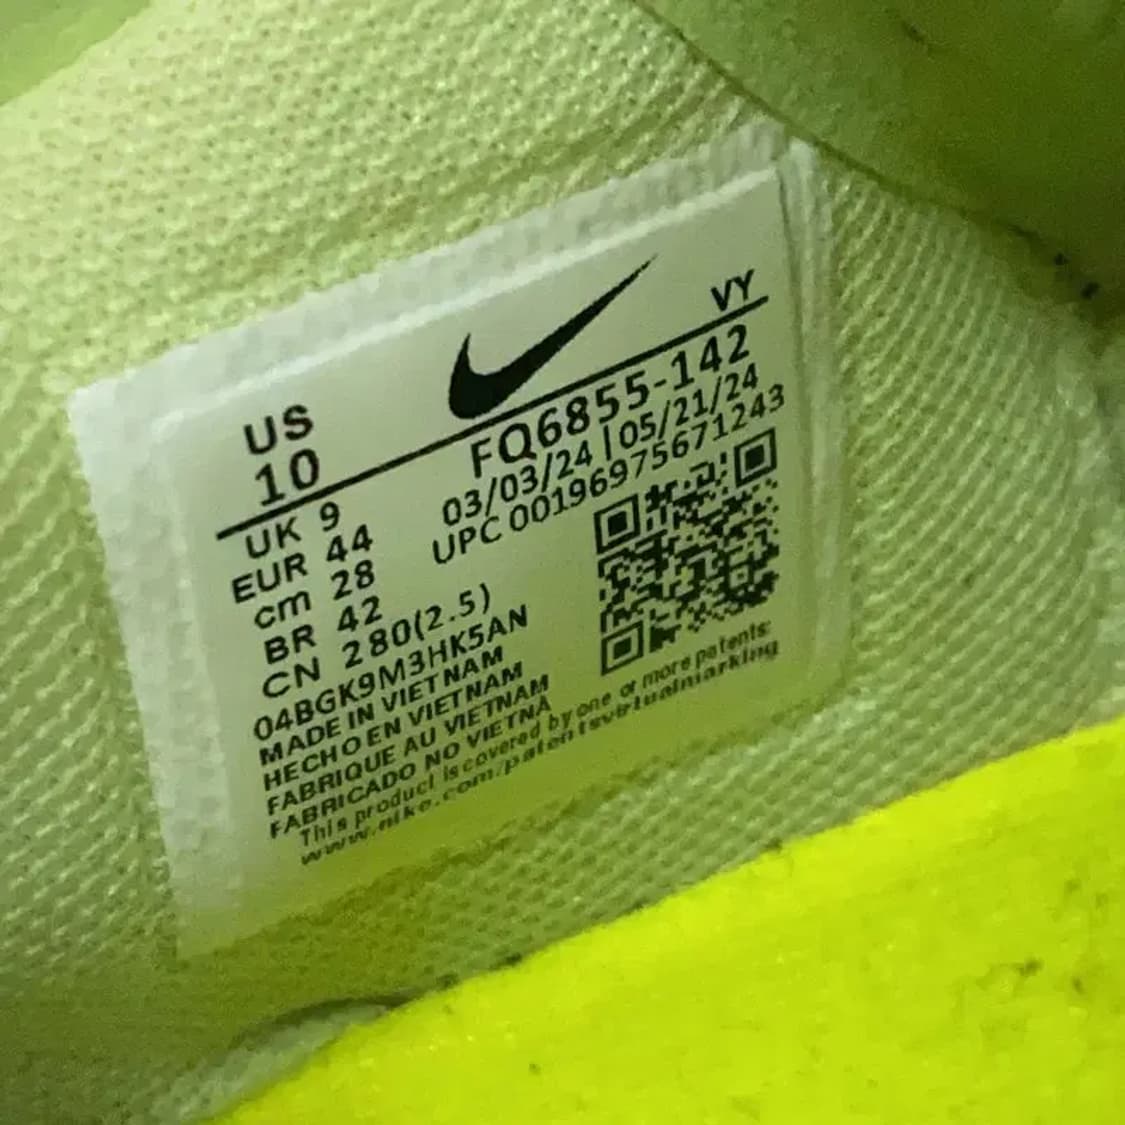 VY
US
10
FQ6855-142
03/03/24 | 05/21/24
UPC 00196975671243
UK 9
EUR 44
cm 28
BR 42
CN 280(2.5)
04BGK9M3HK5AN
MADE IN VIETNAM
HECHO EN VIETNAM
FABRIQUE AU VIETNAM
FABRICADO NO VIETNÃ
This product is covered by one or more patents:
www.nike.com/patentsvirtualmarking